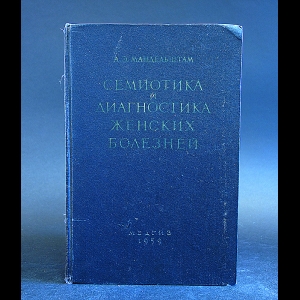 А. Э. МАНДЕЛЬШТАМ
СЕМИОТИКА
И
ДИАГНОСТИКА
ЖЕНСКИХ
БОЛЕЗНЕЙ
МЕДГИЗ
1959